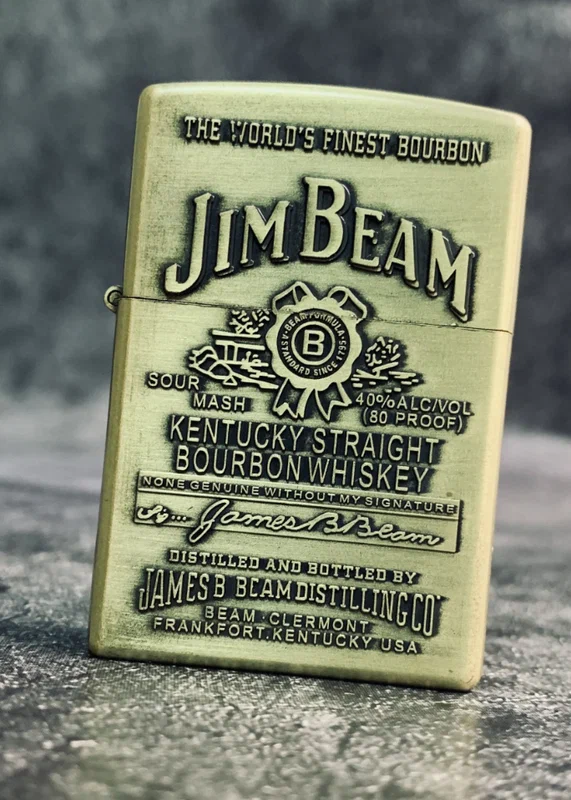 THE WORLD'S FINEST BOURBON
JIM BEAM
BEAM FORMULA
B
A STANDARD SINCE 1795
SOUR
MASH
40% ALC/VOL
(80 PROOF)
KENTUCKY STRAIGHT
BOURBON WHISKEY
NONE GENUINE WITHOUT MY SIGNATURE
James B Beam
DISTILLED AND BOTTLED BY
JAMES B BEAM DISTILLING CO
BEAM · CLERMONT
FRANKFORT. KENTUCKY USA